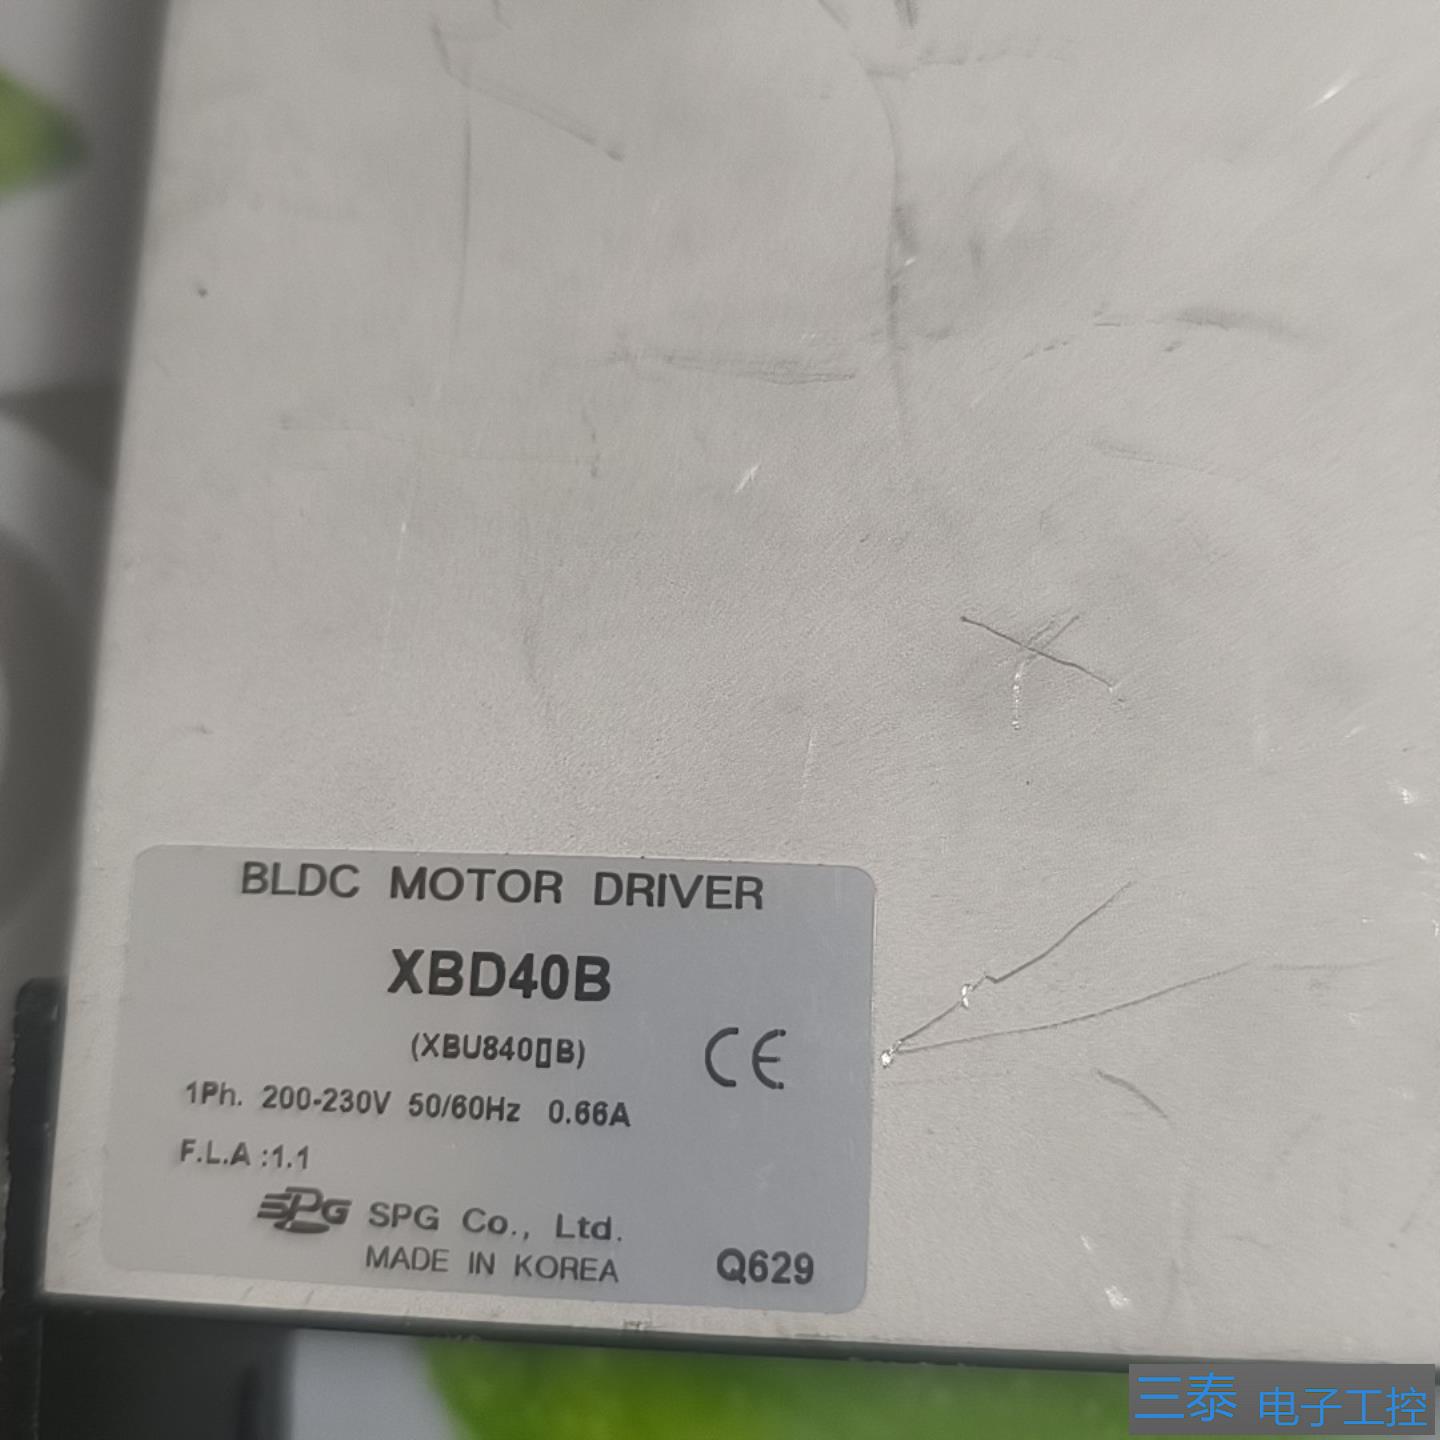 BLDC MOTOR DRIVER
XBD40B
(XBU840▯B)
CE
1Ph. 200-230V 50/60Hz 0.66A
F.L.A :1.1
SPG SPG Co., Ltd.
MADE IN KOREA
Q629
三泰 电子工控